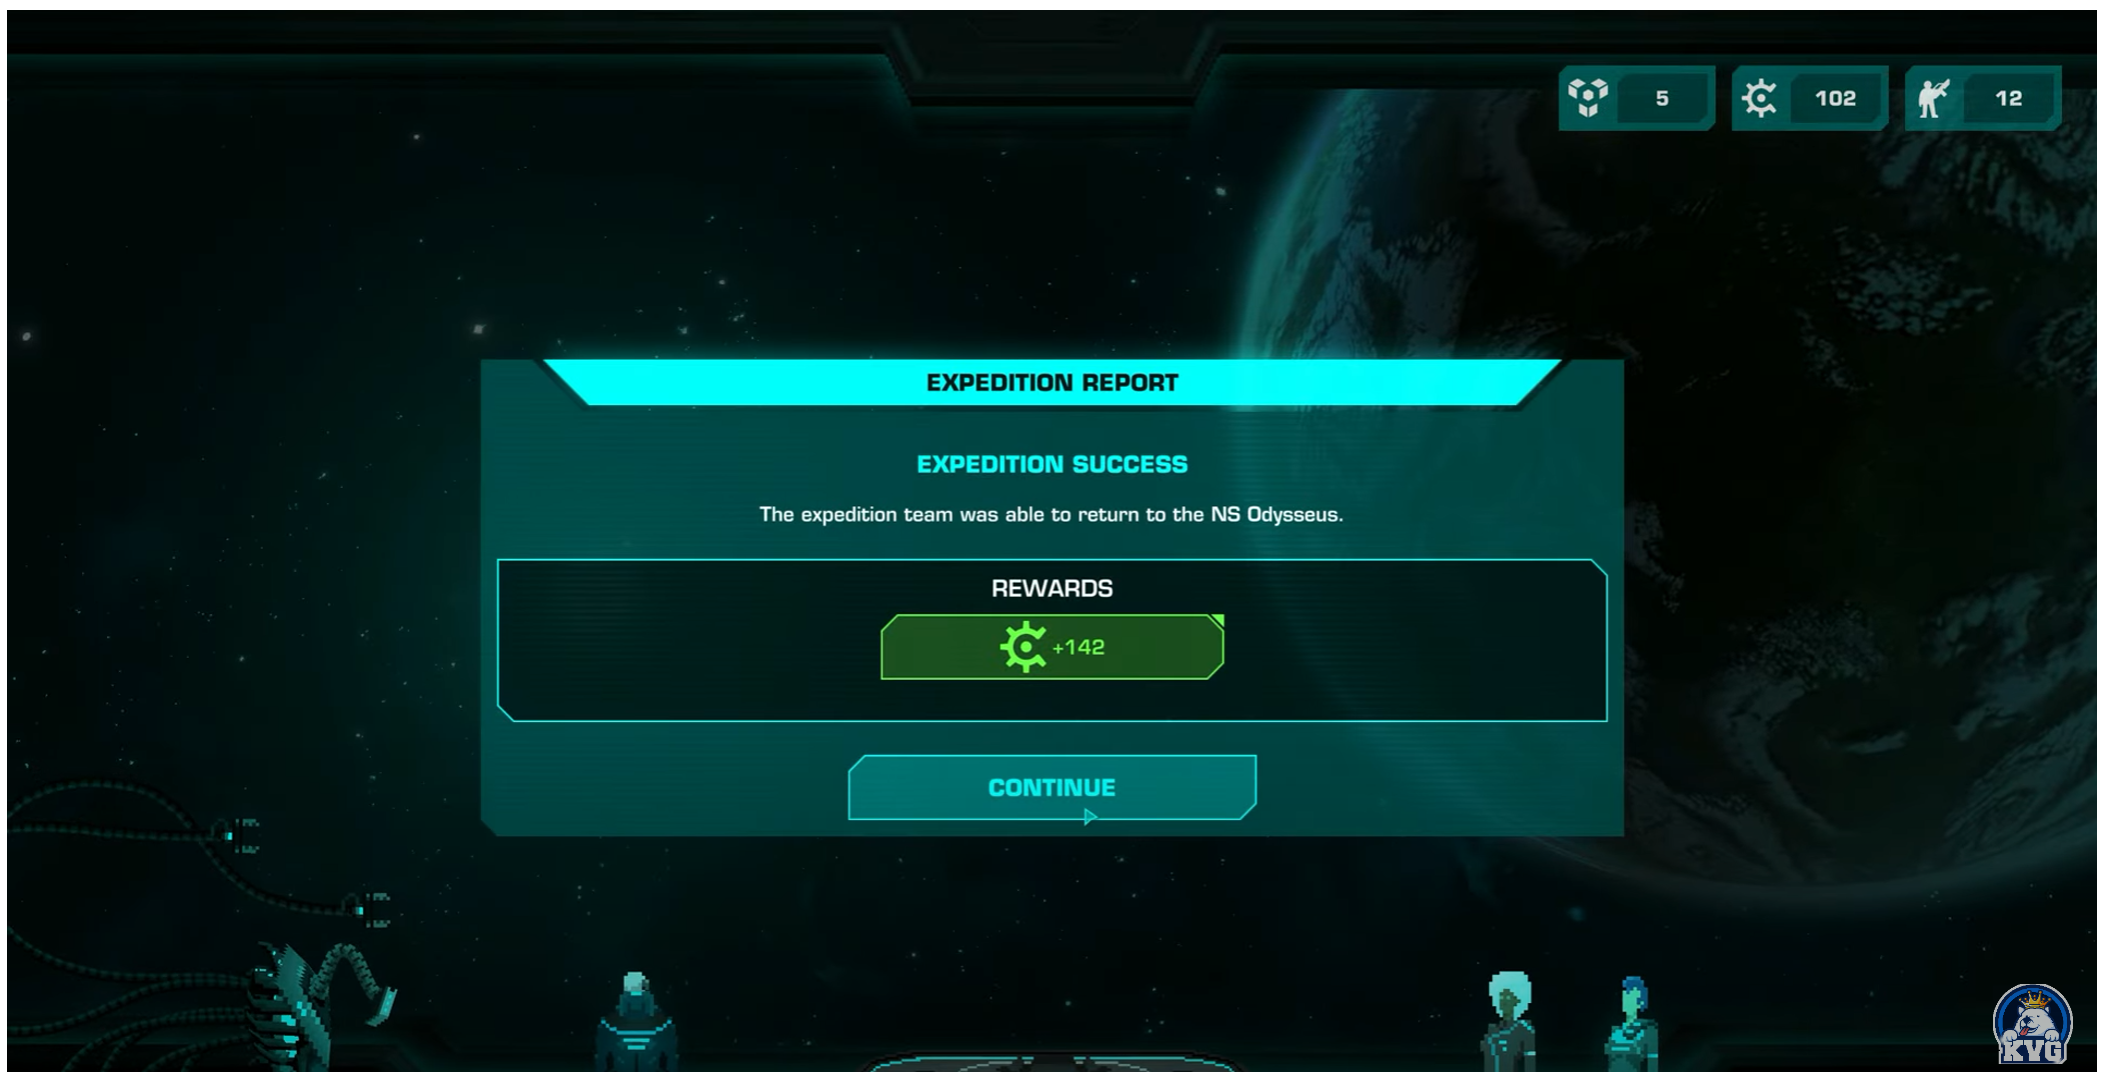 5
102
12
EXPEDITION REPORT
EXPEDITION SUCCESS
The expedition team was able to return to the NS Odysseus.
REWARDS
+142
CONTINUE
KVG